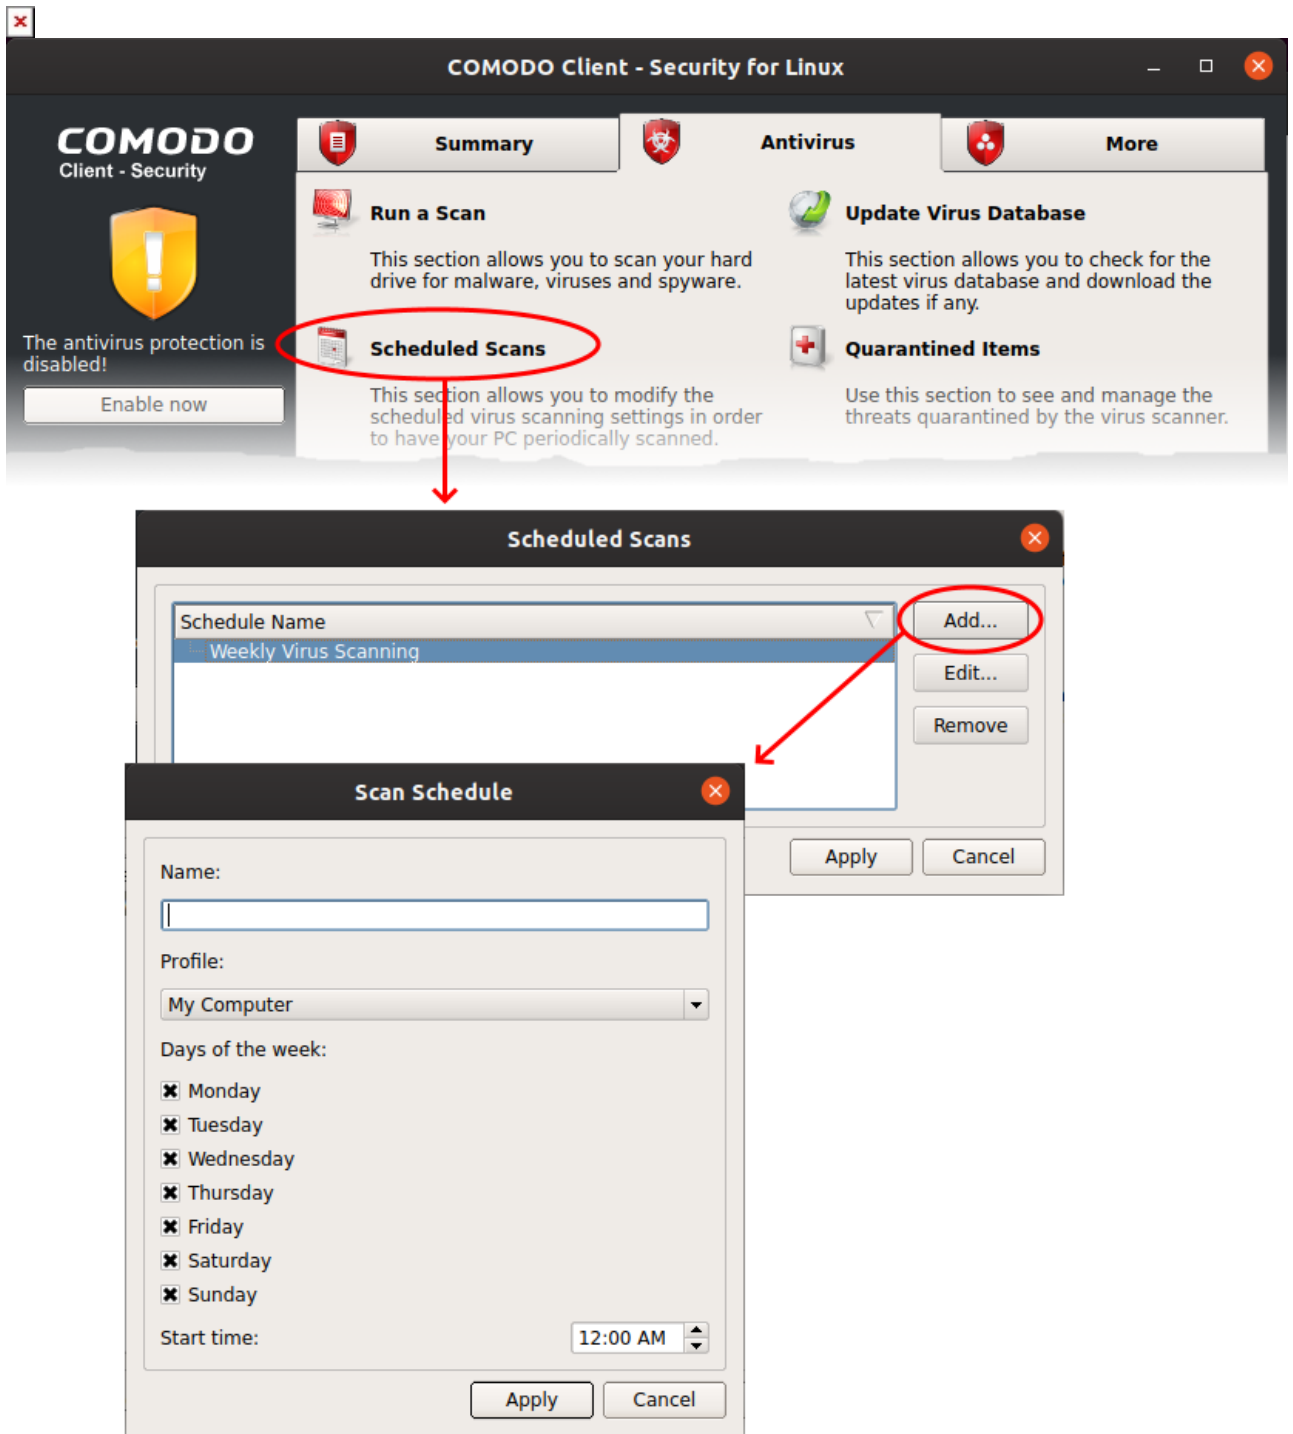 COMODO Client - Security for Linux
COMODO
Client - Security
Summary
Antivirus
More
Run a Scan
This section allows you to scan your hard
drive for malware, viruses and spyware.
Update Virus Database
This section allows you to check for the
latest virus database and download the
updates if any.
The antivirus protection is
disabled!
Enable now
Scheduled Scans
This section allows you to modify the
scheduled virus scanning settings in order
to have your PC periodically scanned.
Quarantined Items
Use this section to see and manage the
threats quarantined by the virus scanner.
Scheduled Scans
Schedule Name
Weekly Virus Scanning
Add...
Edit...
Remove
Apply
Cancel
Scan Schedule
Name:
Profile:
My Computer
Days of the week:
Monday
Tuesday
Wednesday
Thursday
Friday
Saturday
Sunday
Start time:
12:00 AM
Apply
Cancel